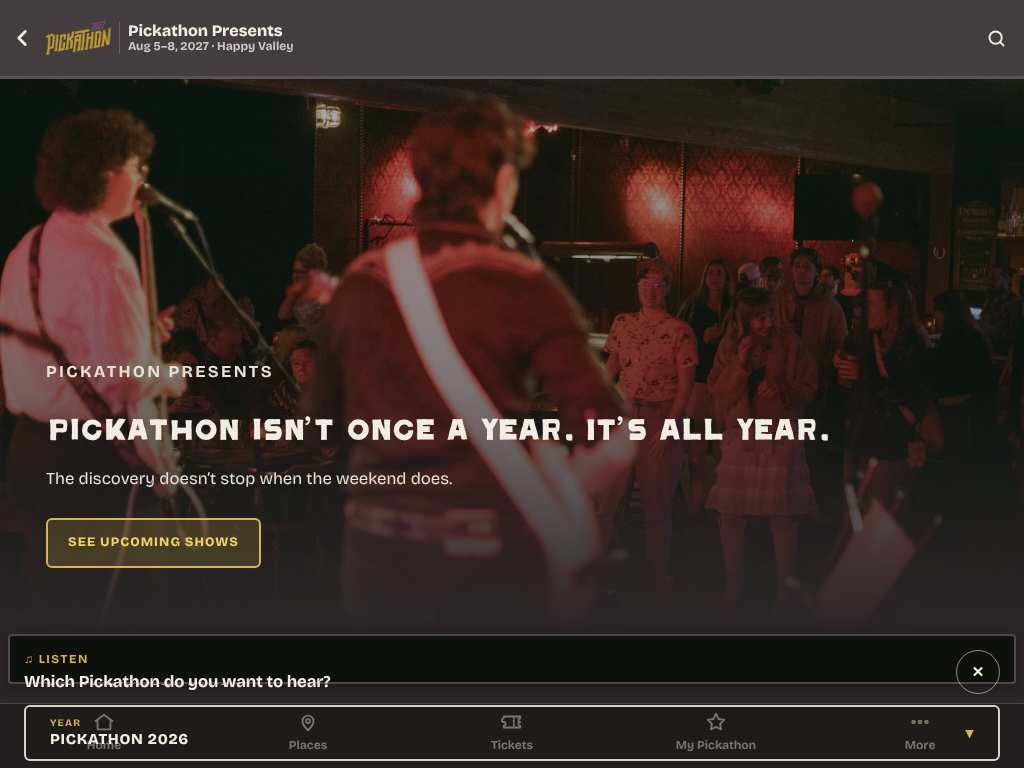 PICKATHON
Pickathon Presents
Aug 5–8, 2027 · Happy Valley
PICKATHON PRESENTS
PICKATHON ISN'T ONCE A YEAR. IT'S ALL YEAR.
The discovery doesn't stop when the weekend does.
SEE UPCOMING SHOWS
♫ LISTEN
Which Pickathon do you want to hear?
YEAR
PICKATHON 2026
Home
Places
Tickets
My Pickathon
More